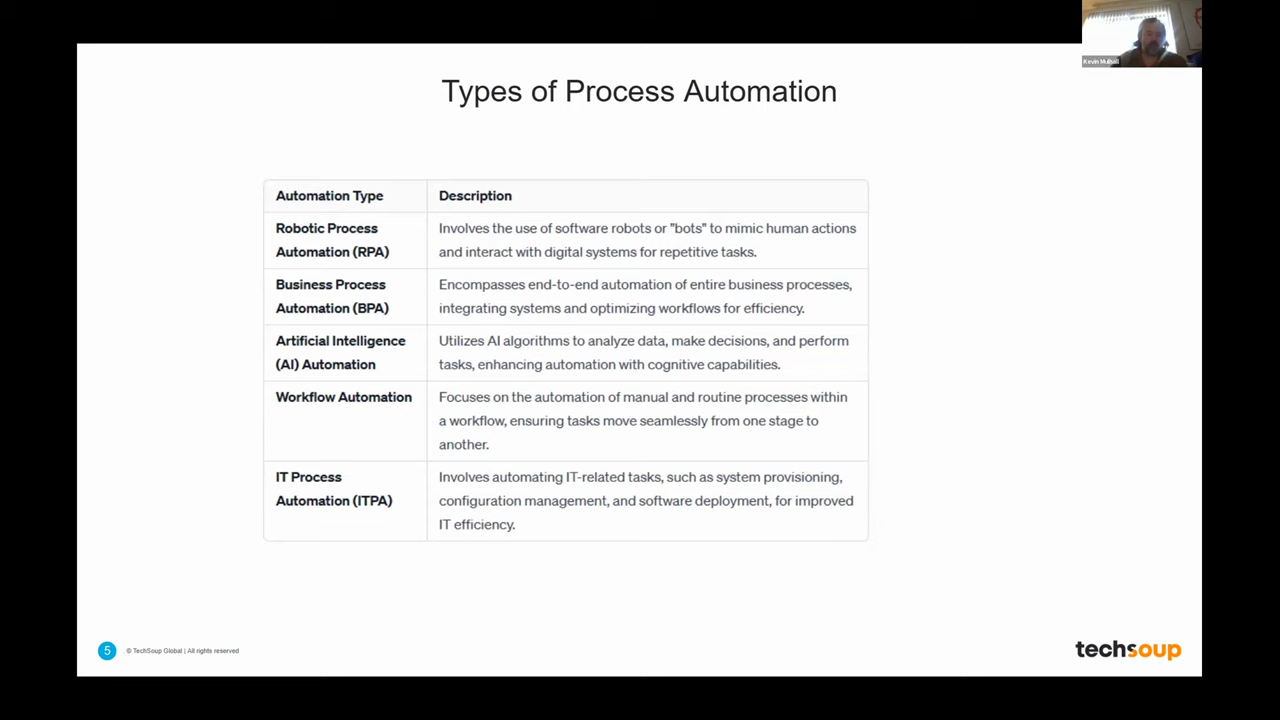 Kevin Mulhall
Types of Process Automation
Automation Type
Description
Robotic Process
Automation (RPA)
Involves the use of software robots or "bots" to mimic human actions
and interact with digital systems for repetitive tasks.
Business Process
Automation (BPA)
Encompasses end-to-end automation of entire business processes,
integrating systems and optimizing workflows for efficiency.
Artificial Intelligence
(AI) Automation
Utilizes AI algorithms to analyze data, make decisions, and perform
tasks, enhancing automation with cognitive capabilities.
Workflow Automation
Focuses on the automation of manual and routine processes within
a workflow, ensuring tasks move seamlessly from one stage to
another.
IT Process
Automation (ITPA)
Involves automating IT-related tasks, such as system provisioning,
configuration management, and software deployment, for improved
IT efficiency.
5
. © TechSoup Global | All rights reserved
techsoup